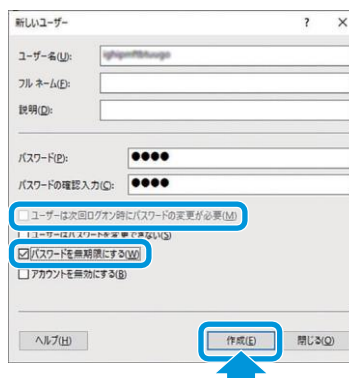 新しいユーザー ? ×
ユーザー名(U):
フル ネーム(F):
説明(D):
パスワード(P): ●●●●
パスワードの確認入力(C): ●●●●
ユーザーは次回ログオン時にパスワードの変更が必要(M)
ユーザーはパスワードを変更できない(S)
パスワードを無期限にする(W)
アカウントを無効にする(B)
ヘルプ(H) 作成(E) 閉じる(O)